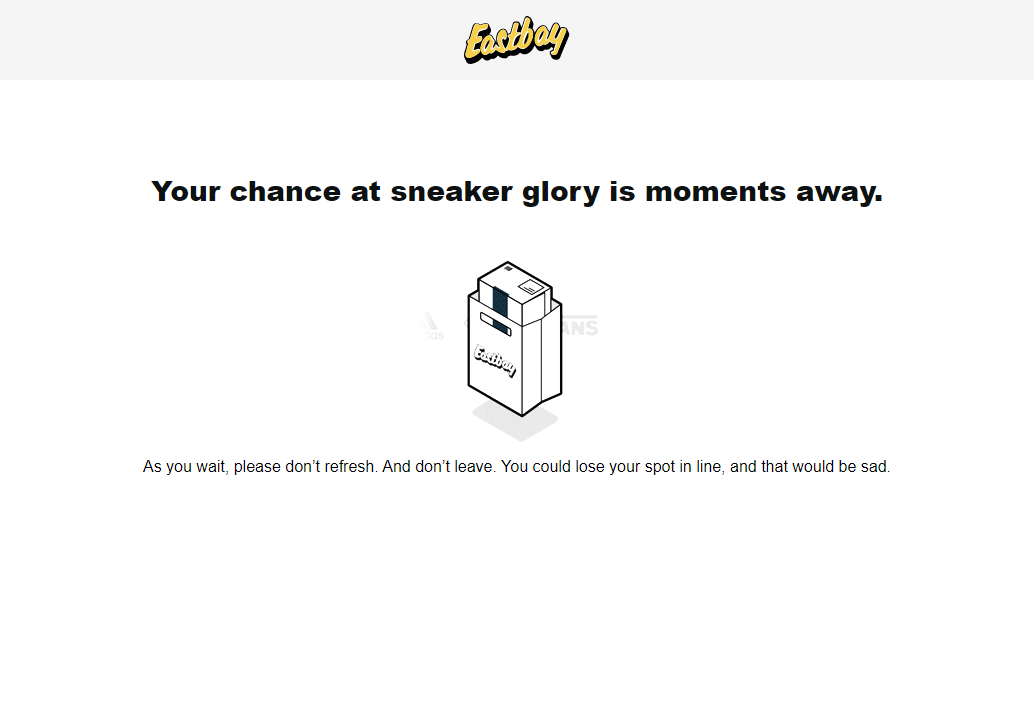 Eastbay
Your chance at sneaker glory is moments away.
ANS
Eastbay
As you wait, please don’t refresh. And don’t leave. You could lose your spot in line, and that would be sad.